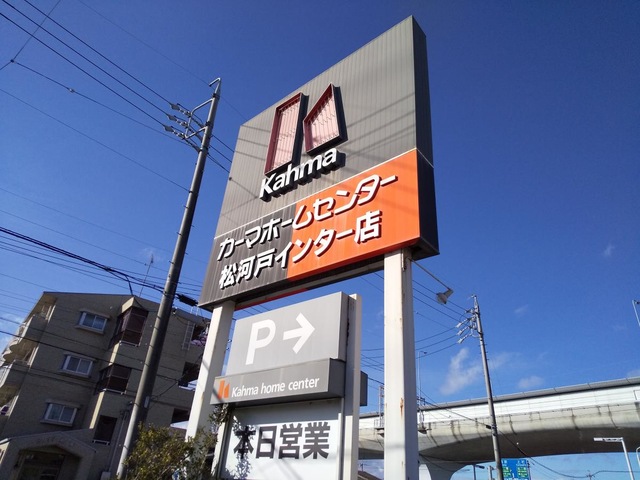 Kahma
カーマホームセンター
松河戸インター店
P→
Kahma home center
本日営業